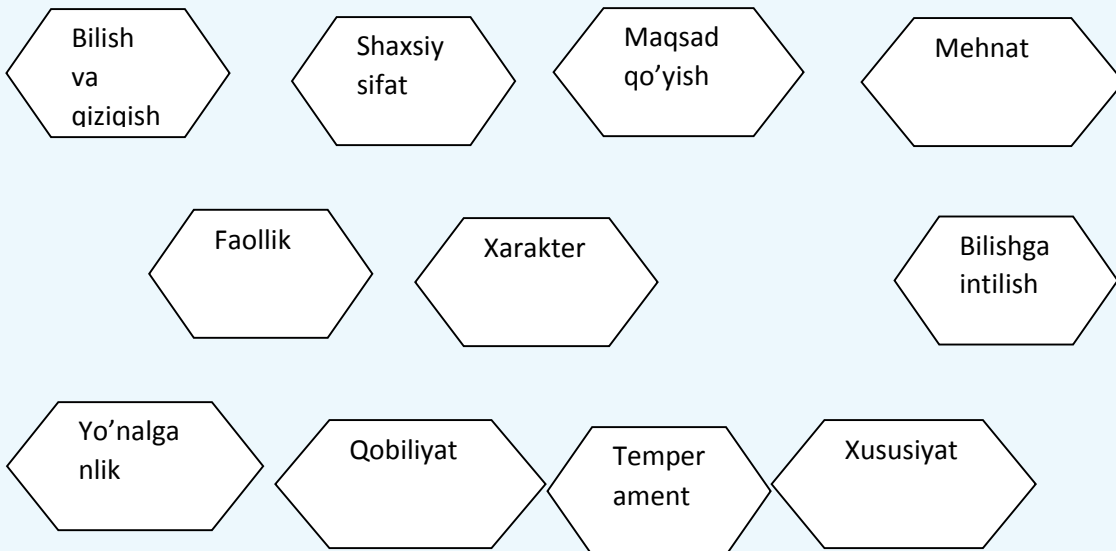 Bilish
va
qiziqish
Shaxsiy
sifat
Maqsad
qo’yish
Mehnat
Faollik
Xarakter
Bilishga
intilish
Yo’nalga
nlik
Qobiliyat
Temper
ament
Xususiyat